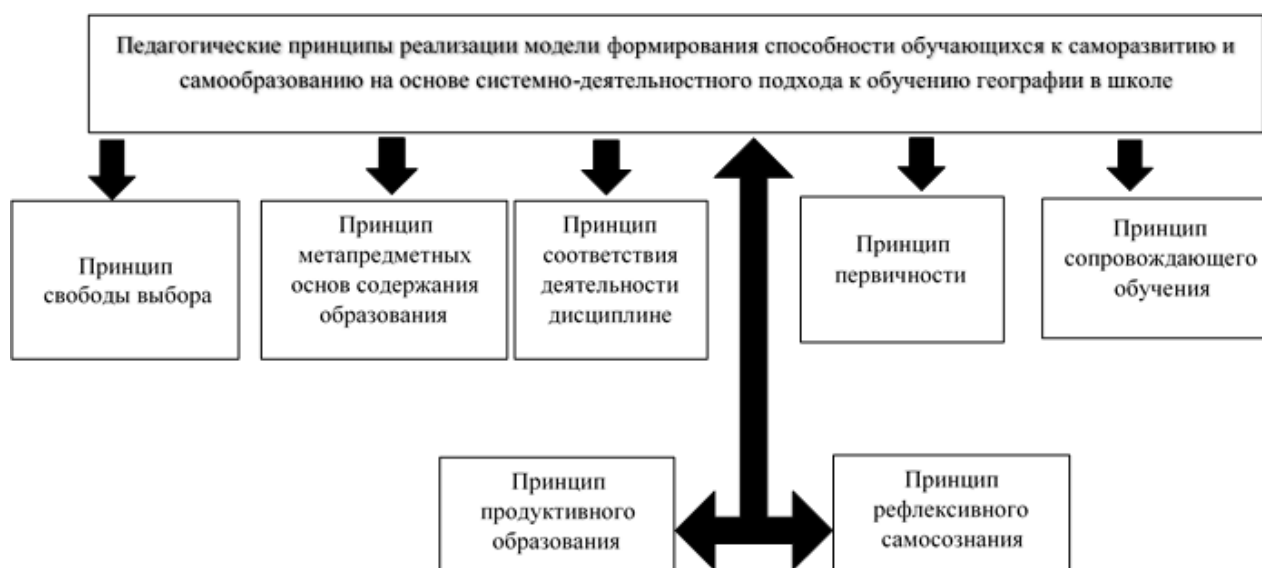 Педагогические принципы реализации модели формирования способности обучающихся к саморазвитию и
самообразованию на основе системно-деятельностного подхода к обучению географии в школе
Принцип
свободы выбора
Принцип
метапредметных
основ содержания
образования
Принцип
соответствия
деятельности
дисциплине
Принцип
первичности
Принцип
сопровождающего
обучения
Принцип
продуктивного
образования
Принцип
рефлексивного
самосознания